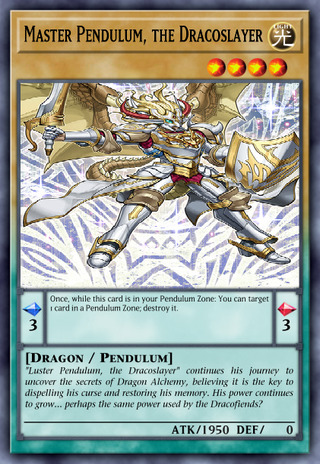 Master Pendulum, the Dracoslayer
LIGHT
光
Once, while this card is in your Pendulum Zone: You can target
1 card in a Pendulum Zone; destroy it.
3
3
[Dragon / Pendulum]
"Luster Pendulum, the Dracoslayer" continues his journey to
uncover the secrets of Dragon Alchemy, believing it is the key to
dispelling his curse and restoring his memory. His power continues
to grow... perhaps the same power used by the Dracofiends?
ATK/1950 DEF/ 0